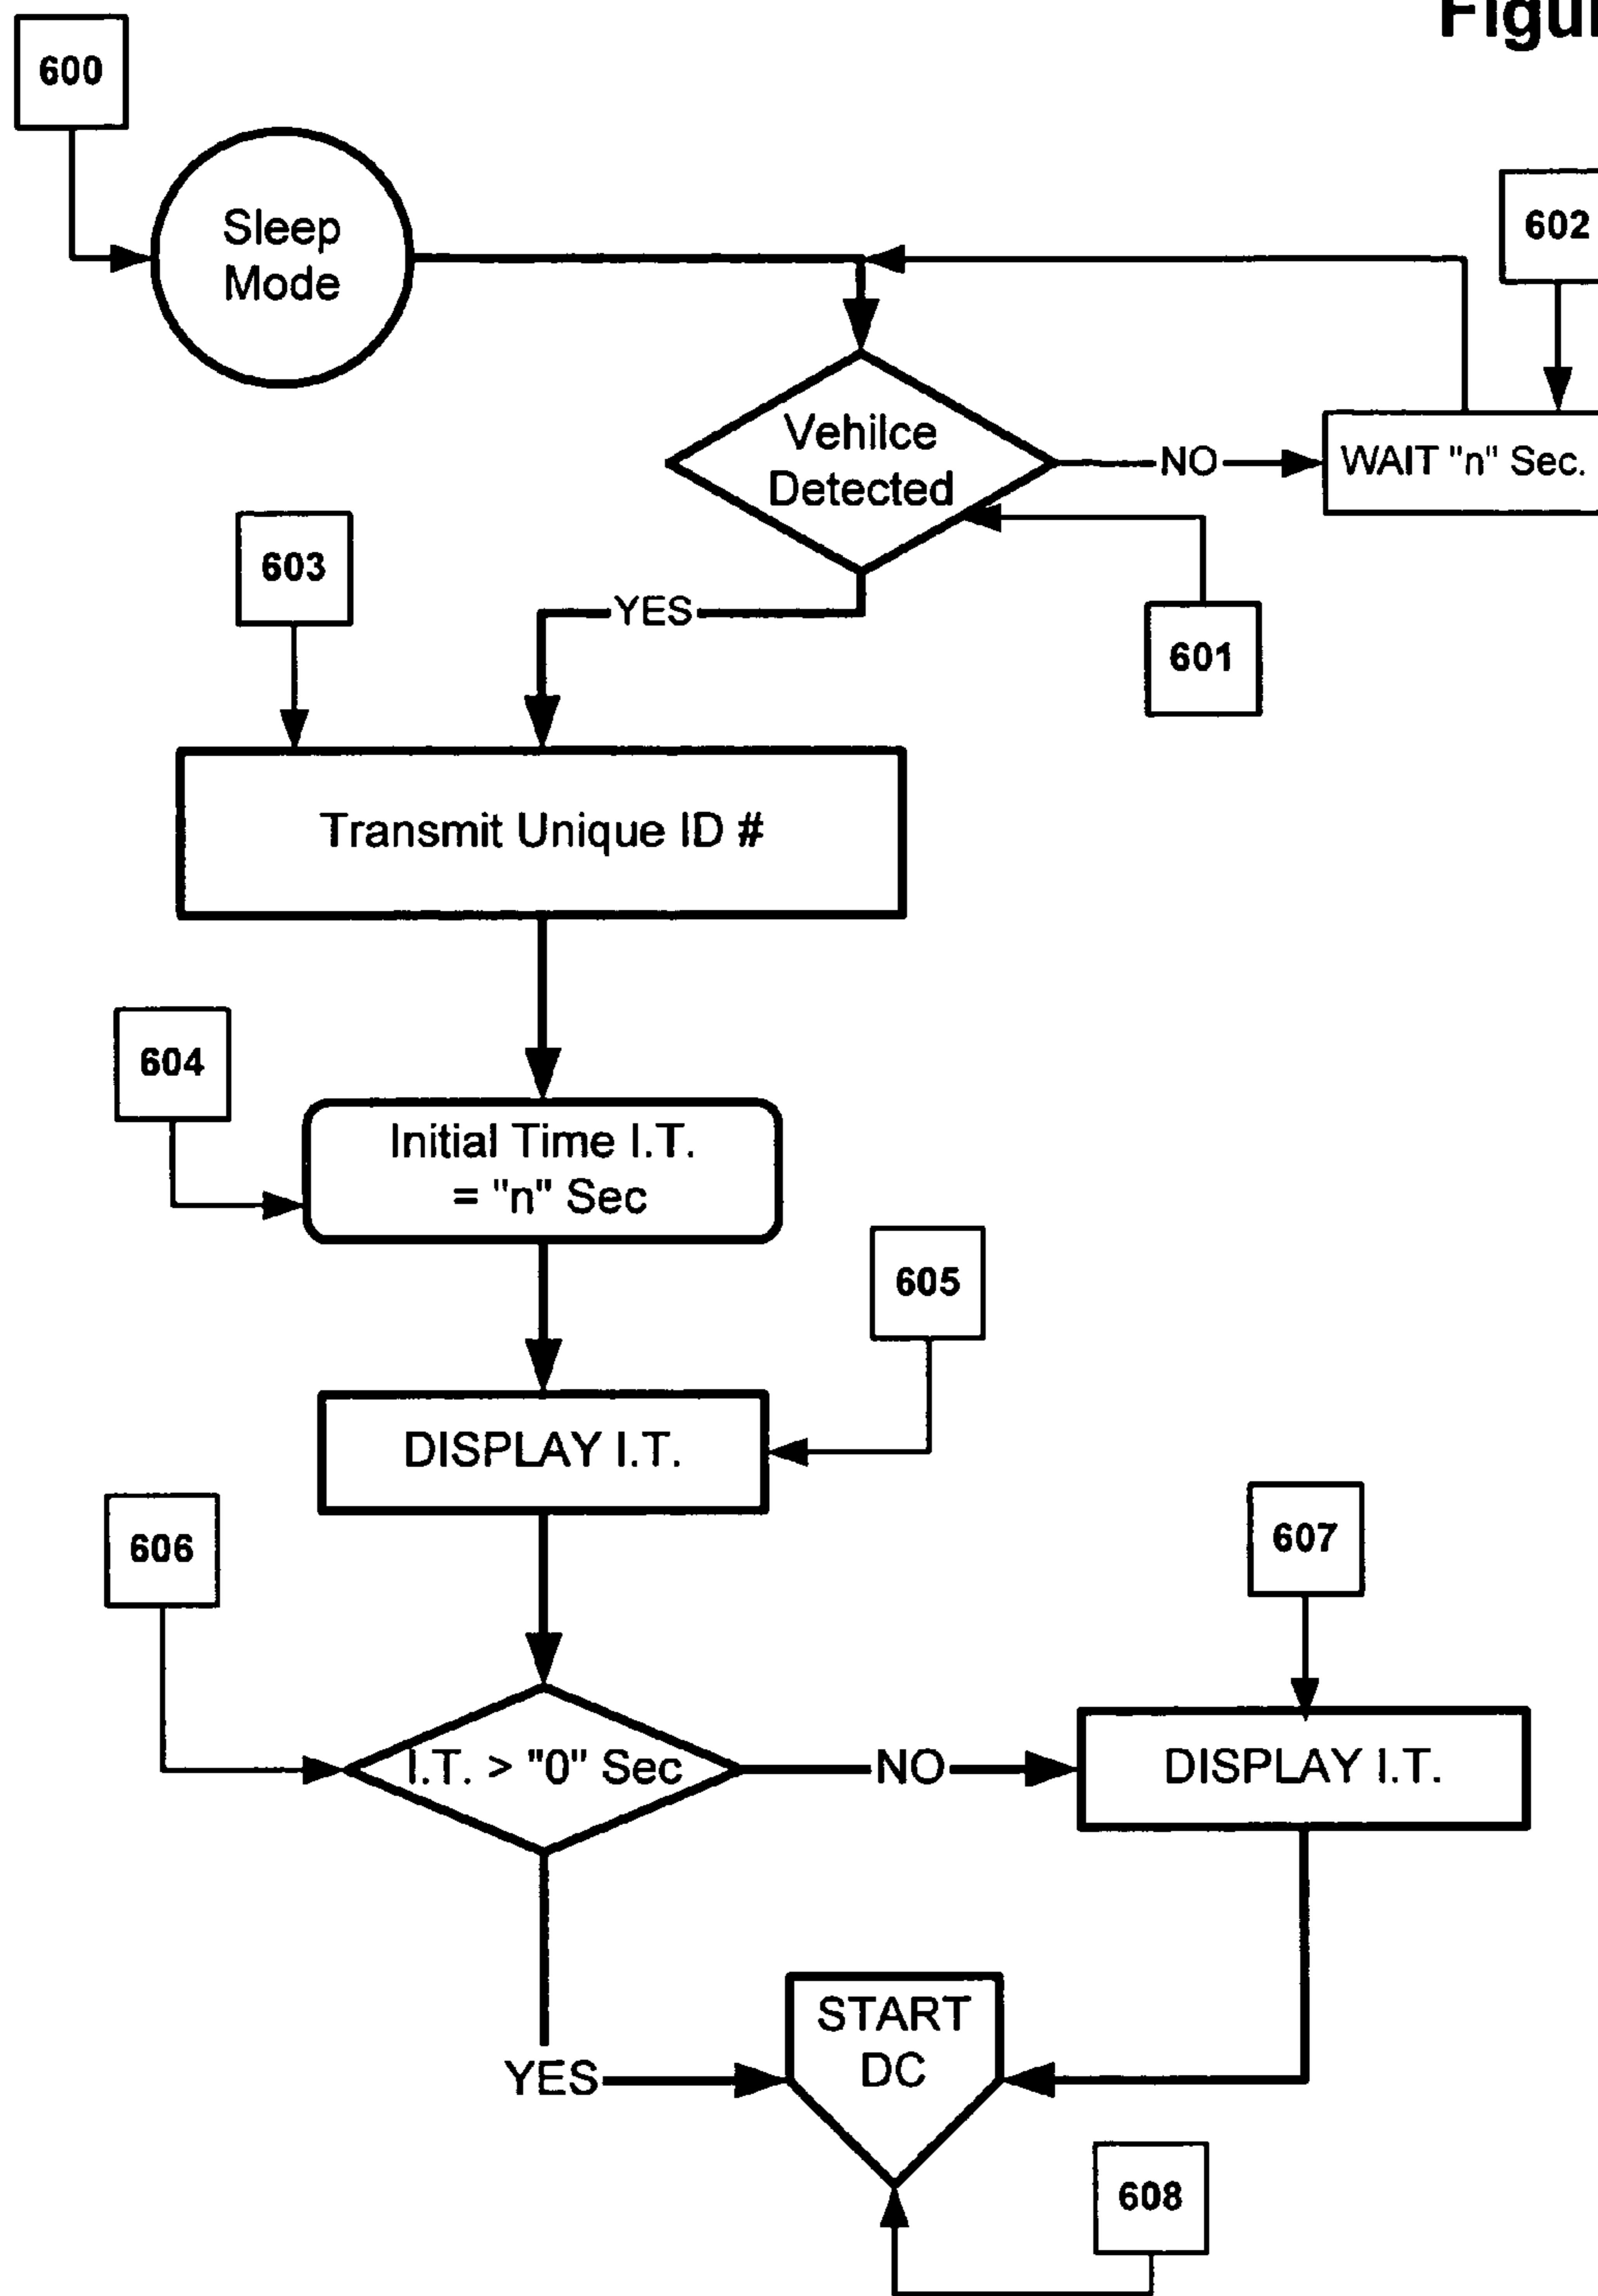 600
Sleep
Mode
602
Vehilce
Detected
NO
WAIT "n" Sec.
603
YES
601
Transmit Unique ID #
604
Initial Time I.T.
= "n" Sec
605
DISPLAY I.T.
606
607
I.T. > "0" Sec
NO
DISPLAY I.T.
START
DC
YES
608